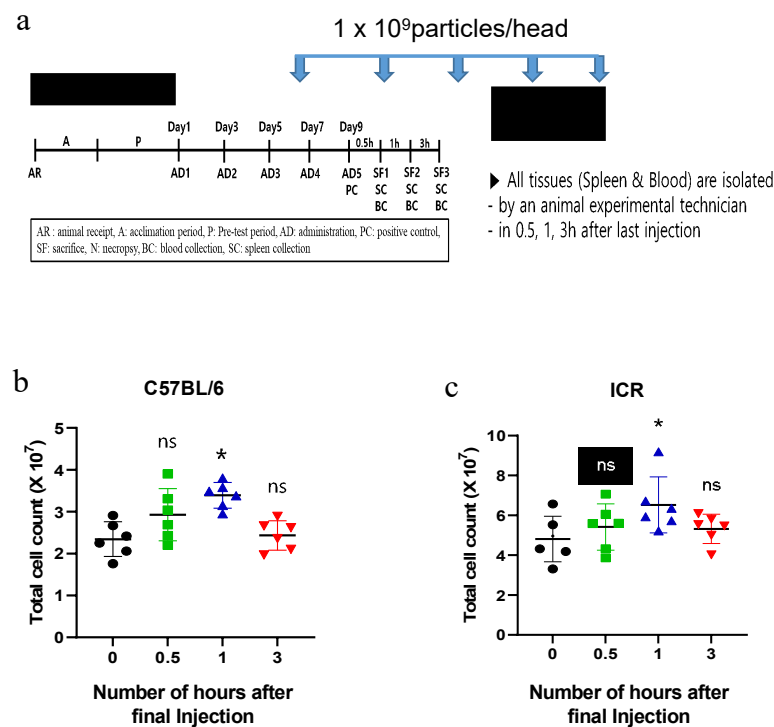 a
1 x 10⁹particles/head
Day1 Day3 Day5 Day7 Day9
A P 0.5h 1h 3h
AR AD1 AD2 AD3 AD4 AD5 SF1 SF2 SF3
PC SC SC SC
BC BC BC
▶ All tissues (Spleen & Blood) are isolated
- by an animal experimental technician
- in 0.5, 1, 3h after last injection
AR : animal receipt, A: acclimation period, P: Pre-test period, AD: administration, PC: positive control,
SF: sacrifice, N: necropsy, BC: blood collection, SC: spleen collection
b
C57BL/6
Total cell count (X 10⁷)
5
4
3
2
1
0
ns
*
ns
0 0.5 1 3
Number of hours after
final Injection
c
ICR
Total cell count (X 10⁷)
10
8
6
4
2
0
ns
*
ns
0 0.5 1 3
Number of hours after
final Injection